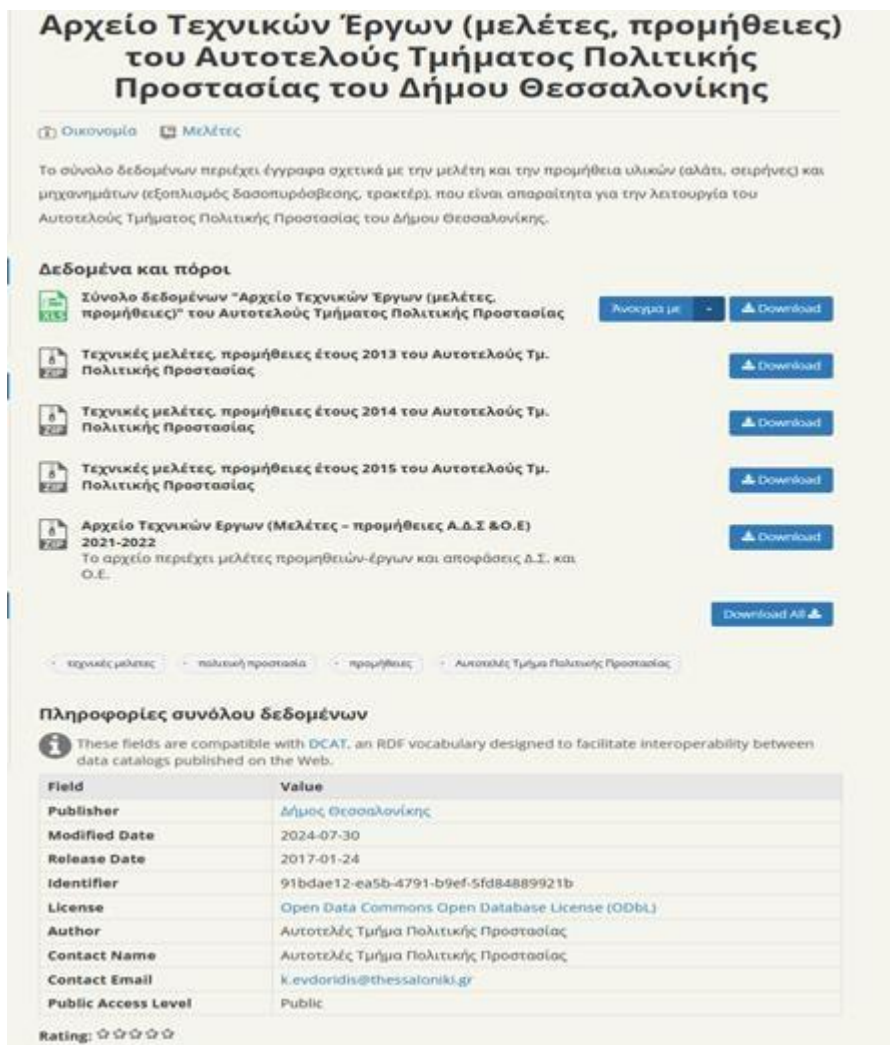 Αρχείο Τεχνικών Έργων (μελέτες, προμήθειες)
του Αυτοτελούς Τμήματος Πολιτικής
Προστασίας του Δήμου Θεσσαλονίκης
Οικονομία Μελέτες
Το σύνολο δεδομένων περιέχει έγγραφα σχετικά με την μελέτη και την προμήθεια υλικών (αλάτι, σειρήνες) και
μηχανημάτων (εξοπλισμός δασοπυρόσβεσης, τρακτέρ), που είναι απαραίτητα για την λειτουργία του
Αυτοτελούς Τμήματος Πολιτικής Προστασίας του Δήμου Θεσσαλονίκης.
Δεδομένα και πόροι
XLS Σύνολο δεδομένων "Αρχείο Τεχνικών Έργων (μελέτες, προμήθειες)" του Αυτοτελούς Τμήματος Πολιτικής Προστασίας Άνοιγμα με Download
ZIP Τεχνικές μελέτες, προμήθειες έτους 2013 του Αυτοτελούς Τμ.
Πολιτικής Προστασίας
Download
ZIP Τεχνικές μελέτες, προμήθειες έτους 2014 του Αυτοτελούς Τμ.
Πολιτικής Προστασίας
Download
ZIP Τεχνικές μελέτες, προμήθειες έτους 2015 του Αυτοτελούς Τμ.
Πολιτικής Προστασίας
Download
ZIP Αρχείο Τεχνικών Εργων (Μελέτες – προμήθειες Α.Δ.Σ &Ο.Ε)
2021-2022
Το αρχείο περιέχει μελέτες προμηθειών-έργων και αποφάσεις Δ.Σ. και
Ο.Ε.
Download
Download All
τεχνικές μελετες πολιτική προστασία προμήθειες Αυτοτελές Τμήμα Πολιτικής Προστασίας
Πληροφορίες συνόλου δεδομένων
These fields are compatible with DCAT, an RDF vocabulary designed to facilitate interoperability between
data catalogs published on the Web.
Field Value
Publisher Δήμος Θεσσαλονίκης
Modified Date 2024-07-30
Release Date 2017-01-24
Identifier 91bdae12-ea5b-4791-b9ef-5fd84889921b
License Open Data Commons Open Database License (ODbL)
Author Αυτοτελές Τμήμα Πολιτικής Προστασίας
Contact Name Αυτοτελές Τμήμα Πολιτικής Προστασίας
Contact Email k.evdoridis@thessaloniki.gr
Public Access Level Public
Rating: